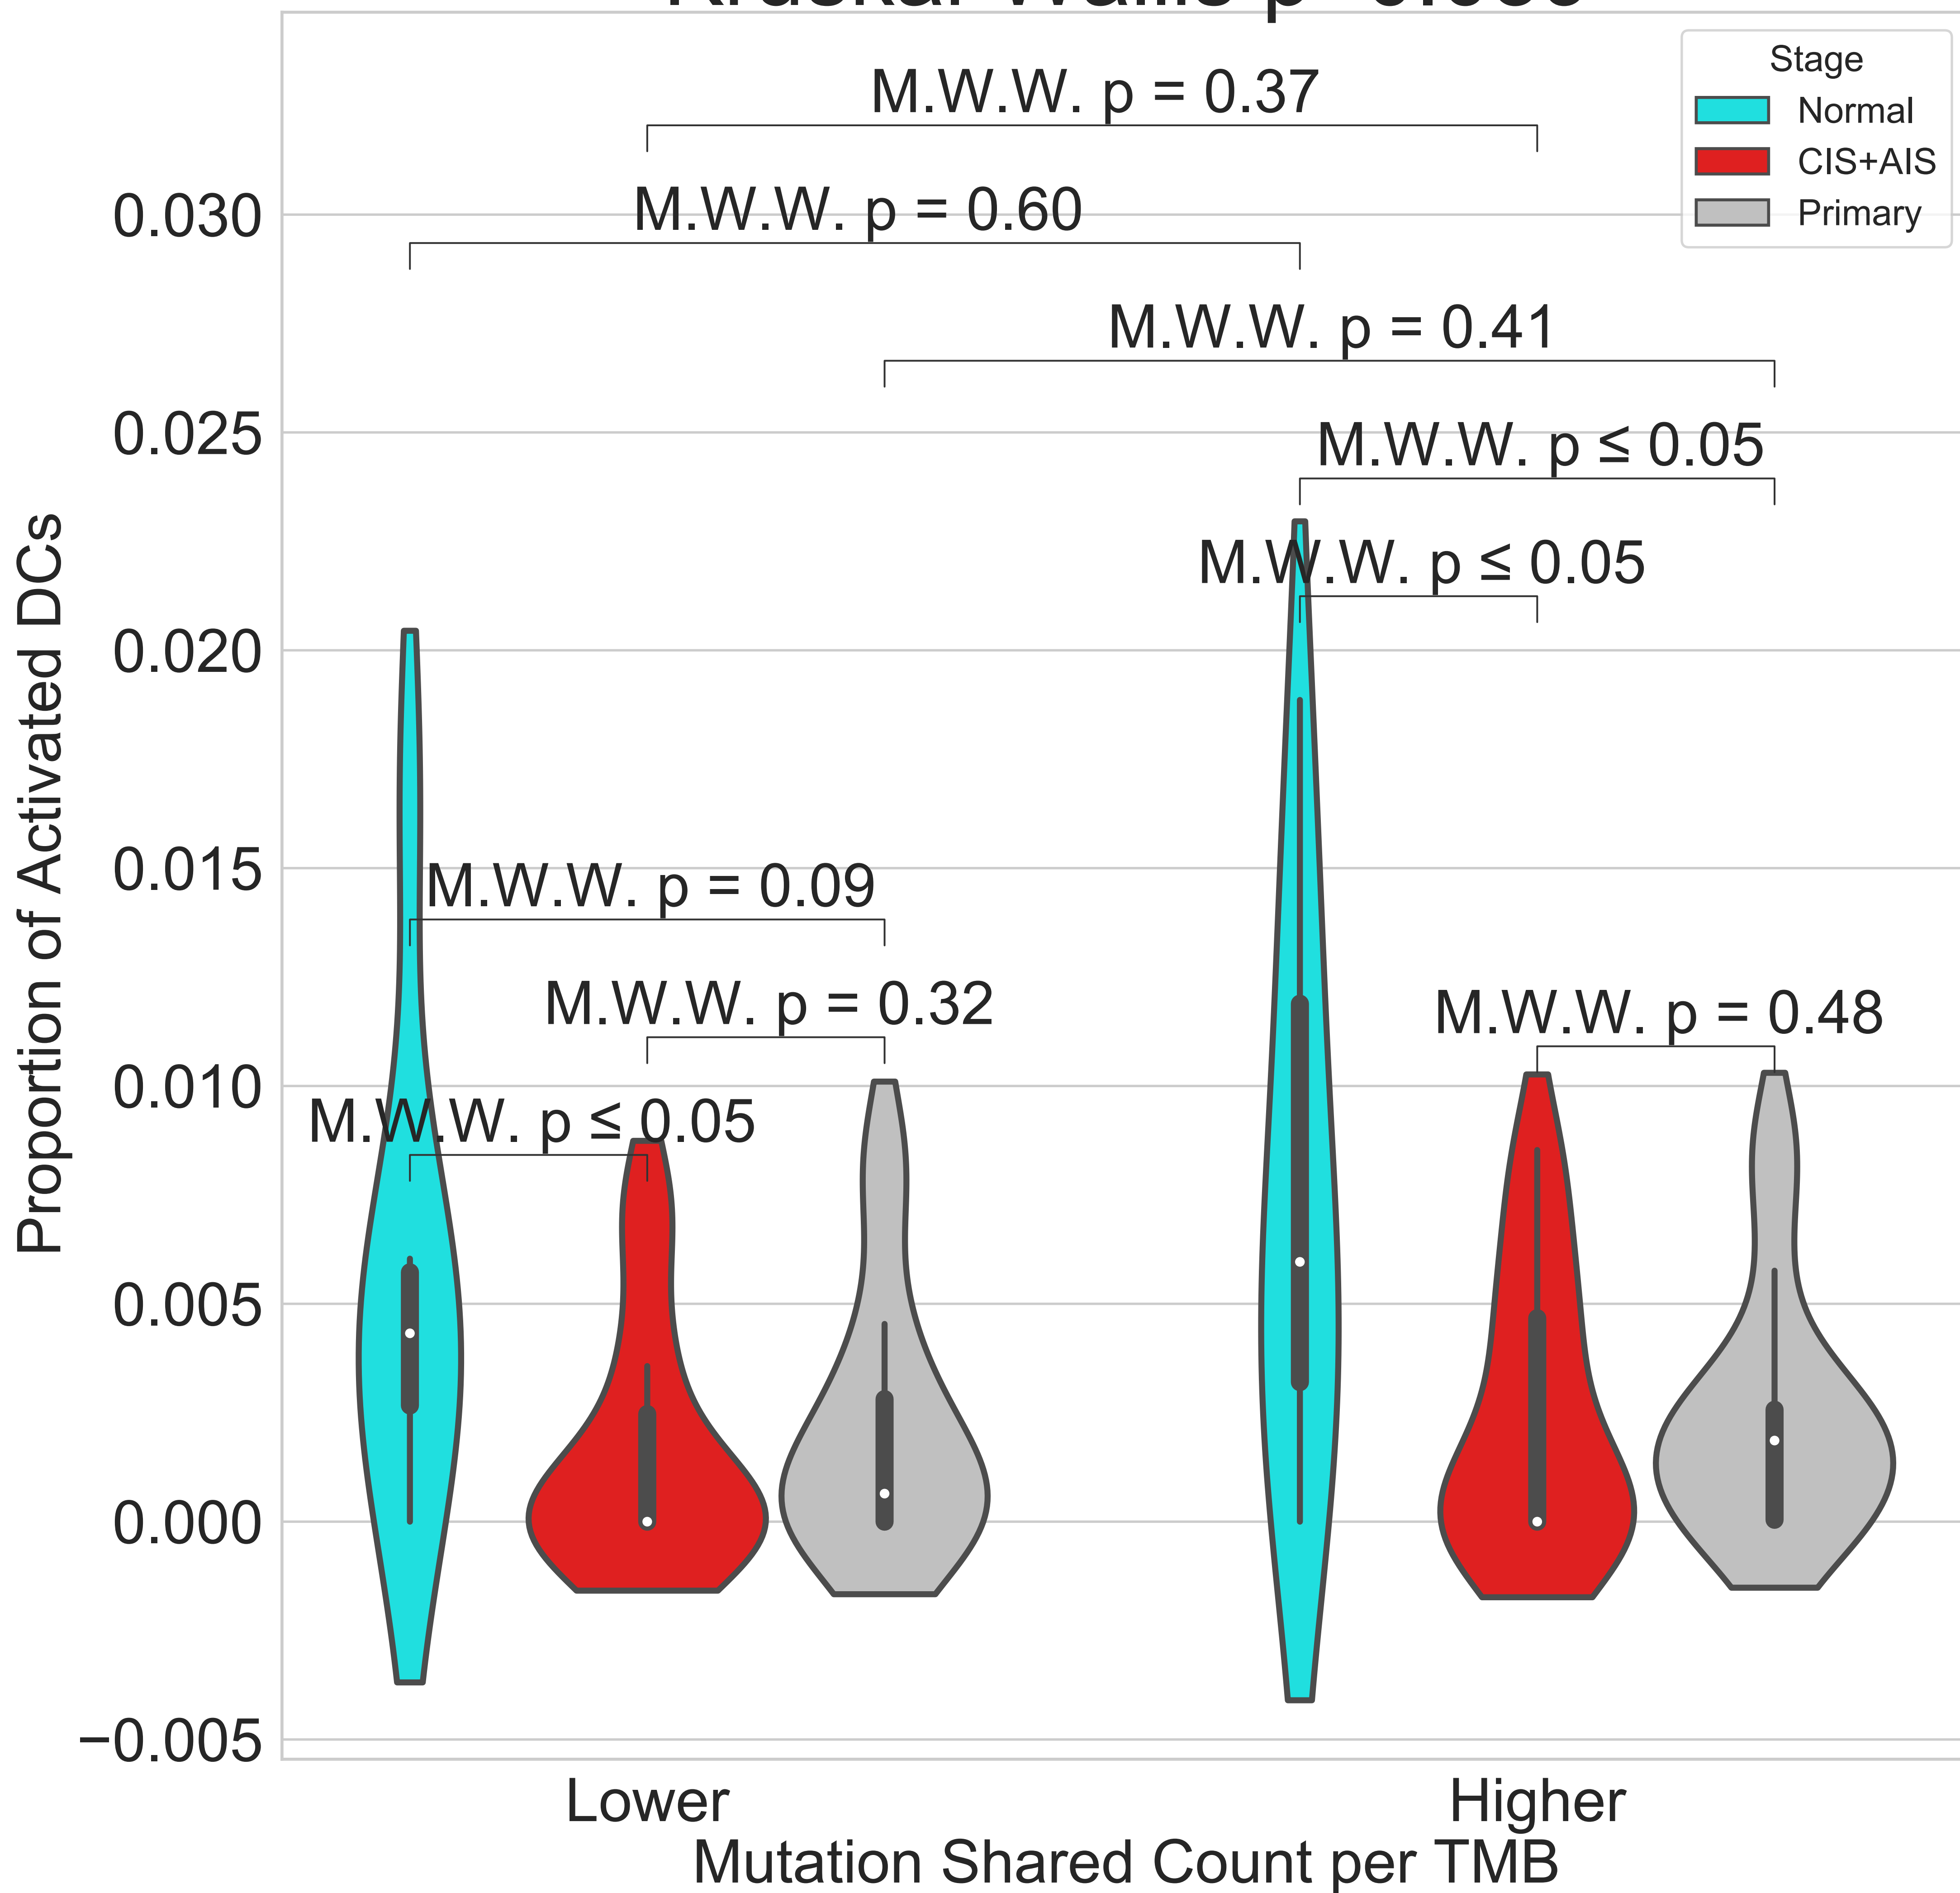 Stage
Normal
CIS+AIS
Primary
M.W.W. p = 0.37
M.W.W. p = 0.60
M.W.W. p = 0.41
M.W.W. p ≤ 0.05
M.W.W. p ≤ 0.05
M.W.W. p = 0.09
M.W.W. p = 0.32
M.W.W. p = 0.48
M.W.W. p ≤ 0.05
0.030
0.025
0.020
0.015
0.010
0.005
0.000
−0.005
Proportion of Activated DCs
Lower
Higher
Mutation Shared Count per TMB